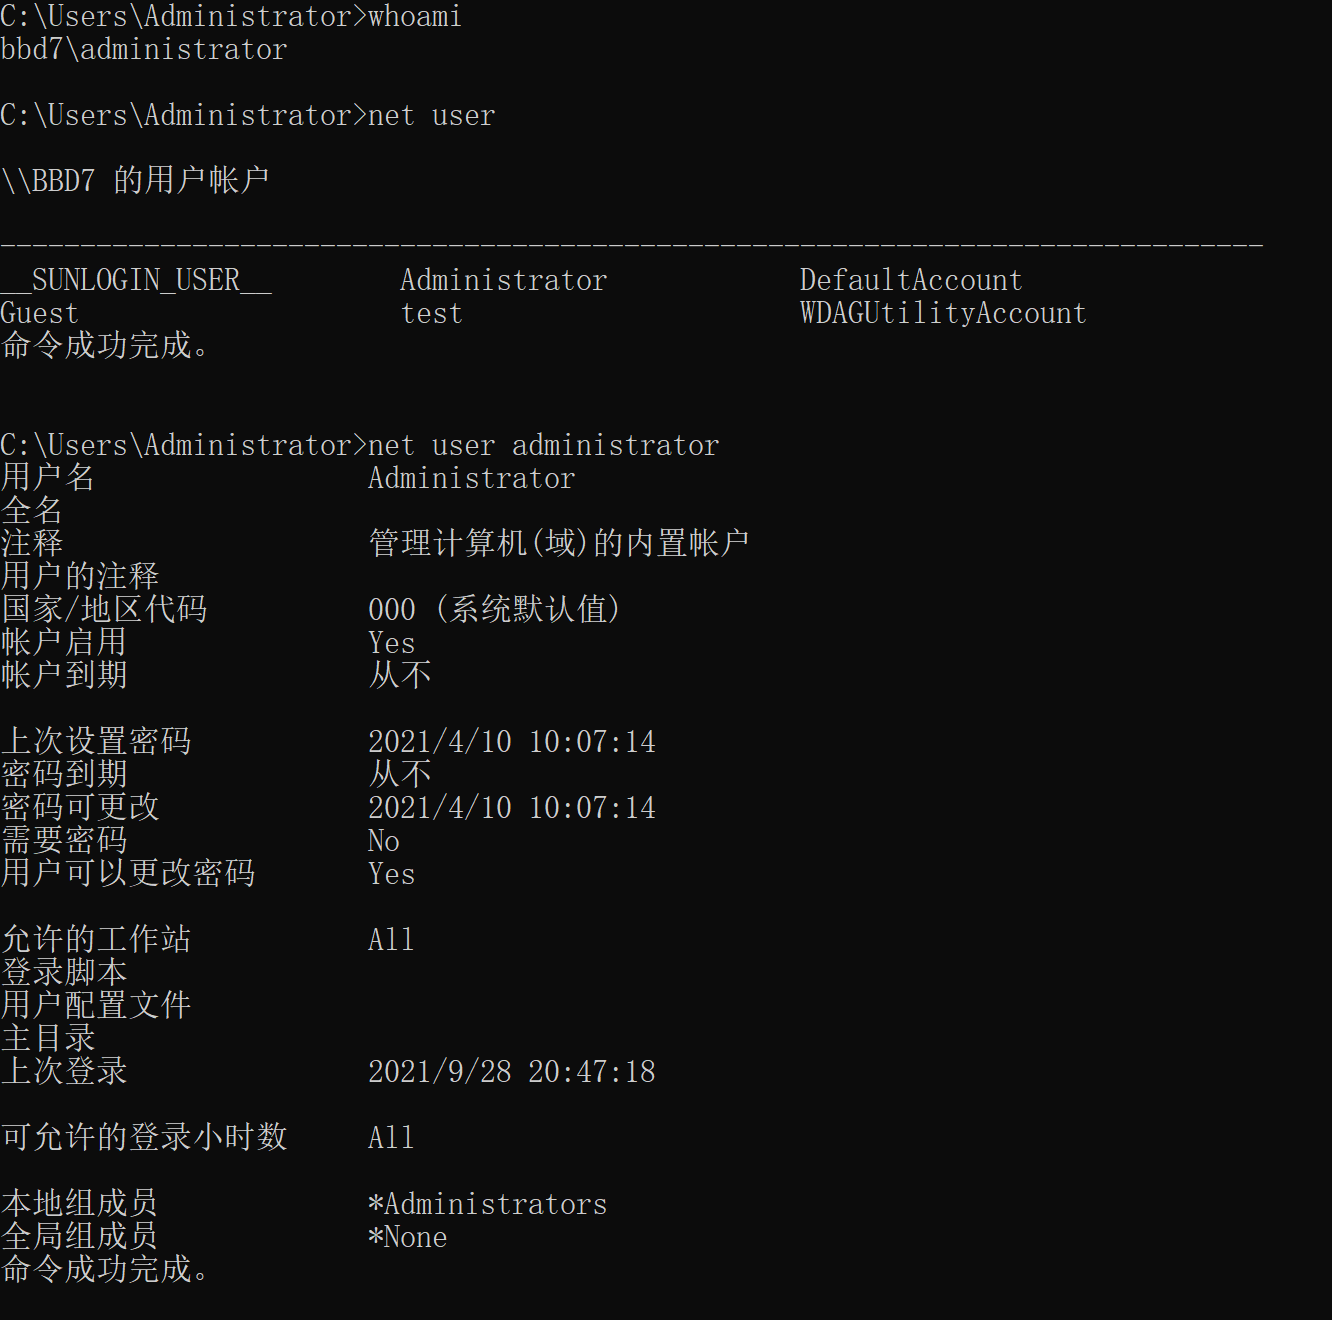 C:\Users\Administrator>whoami
bbd7\administrator
C:\Users\Administrator>net user
\\BBD7 的用户帐户
-------------------------------------------------------------------------------
__SUNLOGIN_USER__        Administrator            DefaultAccount
Guest                    test                     WDAGUtilityAccount
命令成功完成。
C:\Users\Administrator>net user administrator
用户名                 Administrator
全名
注释                   管理计算机(域)的内置帐户
用户的注释
国家/地区代码          000 (系统默认值)
帐户启用               Yes
帐户到期               从不
上次设置密码           2021/4/10 10:07:14
密码到期               从不
密码可更改             2021/4/10 10:07:14
需要密码               No
用户可以更改密码       Yes
允许的工作站           All
登录脚本
用户配置文件
主目录
上次登录               2021/9/28 20:47:18
可允许的登录小时数     All
本地组成员             *Administrators
全局组成员             *None
命令成功完成。